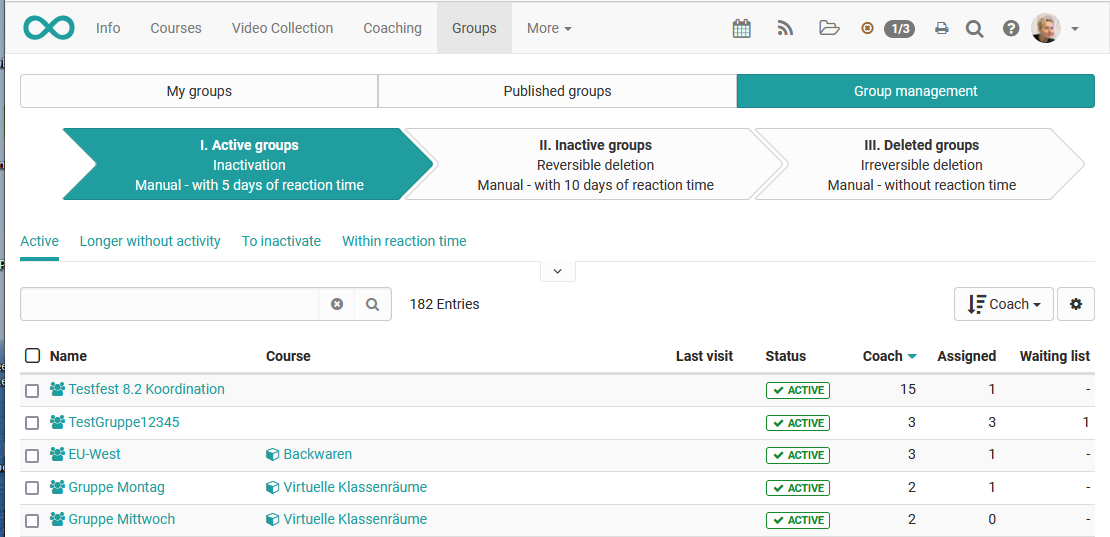 Info Courses Video Collection Coaching Groups More 1/3
My groups Published groups Group management
I. Active groups
Inactivation
Manual - with 5 days of reaction time
II. Inactive groups
Reversible deletion
Manual - with 10 days of reaction time
III. Deleted groups
Irreversible deletion
Manual - without reaction time
Active Longer without activity To inactivate Within reaction time
182 Entries Coach
Name Course Last visit Status Coach Assigned Waiting list
Testfest 8.2 Koordination ACTIVE 15 1 -
TestGruppe12345 ACTIVE 3 3 1
EU-West Backwaren ACTIVE 3 1 -
Gruppe Montag Virtuelle Klassenräume ACTIVE 2 1 -
Gruppe Mittwoch Virtuelle Klassenräume ACTIVE 2 0 -